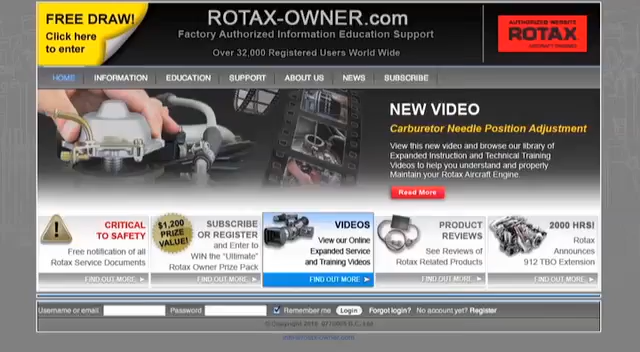 FREE DRAW!
Click here
to enter
ROTAX-OWNER.com
Factory Authorized Information Education Support
Over 32,000 Registered Users World Wide
AUTHORIZED WEBSITE
ROTAX
AIRCRAFT ENGINES
HOME INFORMATION EDUCATION SUPPORT ABOUT US NEWS SUBSCRIBE
NEW VIDEO
Carburetor Needle Position Adjustment
View this new video and browse our library of
Expanded Instruction and Technical Training
Videos to help you understand and properly
Maintain your Rotax Aircraft Engine.
Read More
CRITICAL
TO SAFETY
Free notification of all
Rotax Service Documents
FIND OUT MORE
$1,200
PRIZE
VALUE!
SUBSCRIBE
OR REGISTER
and Enter to
WIN the "Ultimate"
Rotax Owner Prize Pack
FIND OUT MORE
VIDEOS
View our Online
Expanded Service
and Training Videos
FIND OUT MORE
PRODUCT
REVIEWS
See Reviews of
Rotax Related Products
FIND OUT MORE
2000 HRS!
Rotax
Announces
912 TBO Extension
FIND OUT MORE
Username or email: Password Remember me Login Forgot login? No account yet? Register
© Copyright